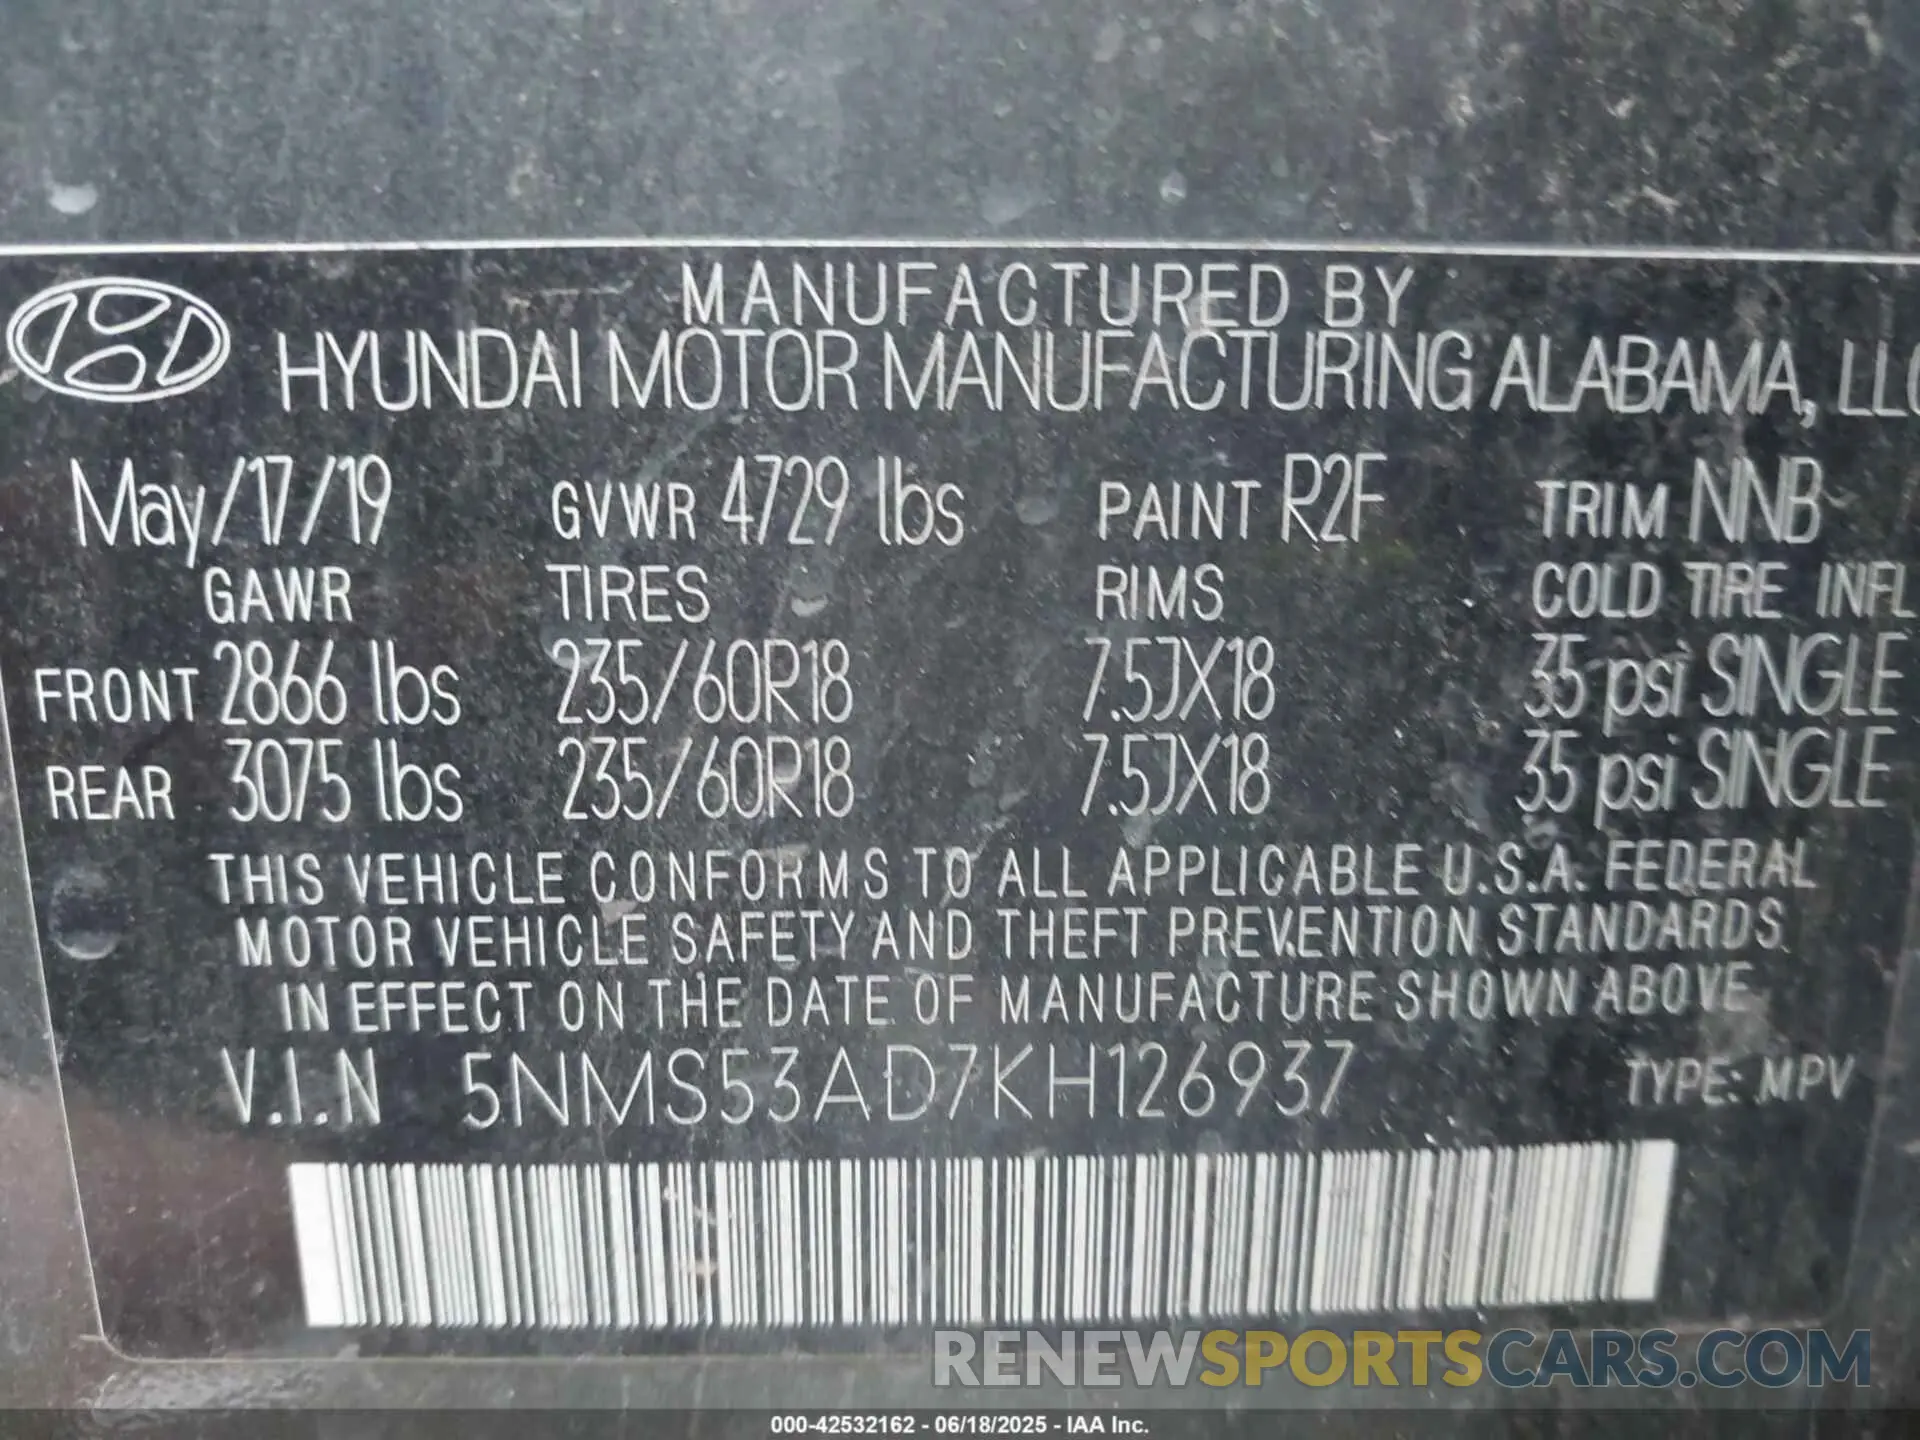 MANUFACTURED BY
HYUNDAI MOTOR MANUFACTURING ALABAMA, LLC
May/17/19 GVWR 4729 lbs PAINT R2F TRIM NNB
GAWR TIRES RIMS COLD TIRE INFL
FRONT 2866 lbs 235/60R18 7.5JX18 35 psi SINGLE
REAR 3075 lbs 235/60R18 7.5JX18 35 psi SINGLE
THIS VEHICLE CONFORMS TO ALL APPLICABLE U.S.A. FEDERAL
MOTOR VEHICLE SAFETY AND THEFT PREVENTION STANDARDS
IN EFFECT ON THE DATE OF MANUFACTURE SHOWN ABOVE
V.I.N 5NMS53AD7KH126937 TYPE: MPV
RENEWSPORTSCARS.COM
000-42532162 - 06/18/2025 - IAA Inc.